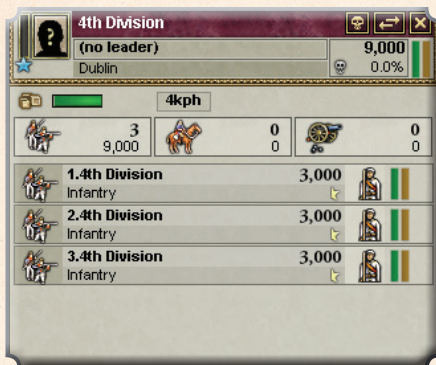 4th Division
(no leader) 9,000
Dublin 0.0%
4kph
3 0 0
9,000 0 0
1.4th Division 3,000
Infantry
2.4th Division 3,000
Infantry
3.4th Division 3,000
Infantry